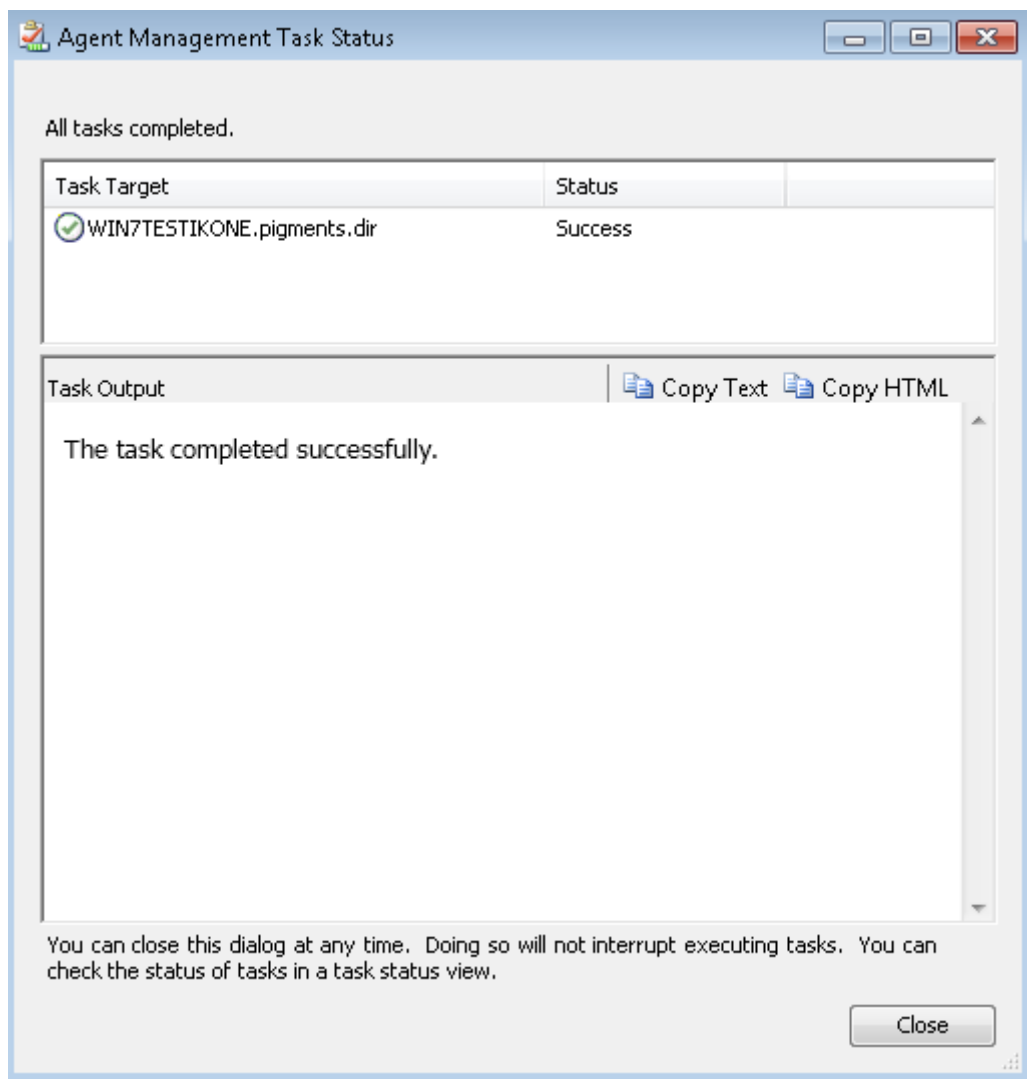 Agent Management Task Status
All tasks completed.
Task Target Status
WIN7TESTIKONE.pigments.dir Success
Task Output Copy Text Copy HTML
The task completed successfully.
You can close this dialog at any time.  Doing so will not interrupt executing tasks.  You can
check the status of tasks in a task status view.
Close